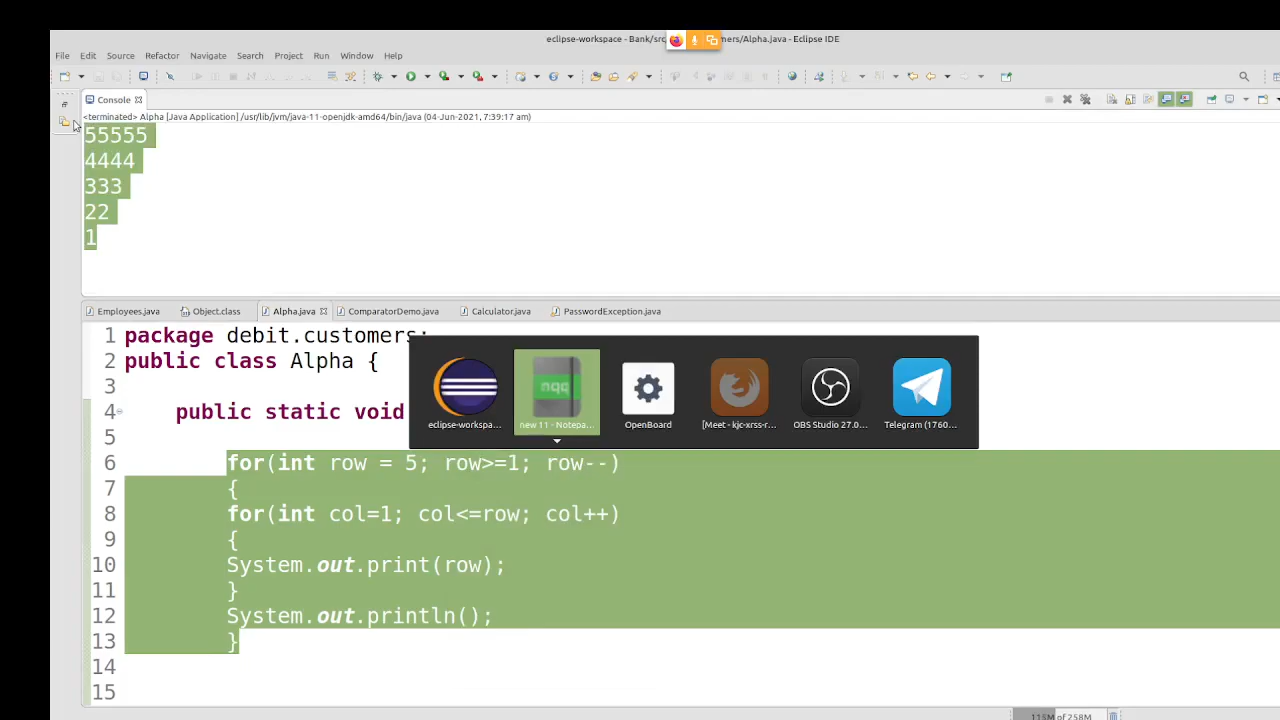 eclipse-workspace - Bank/src mers/Alpha.java - Eclipse IDE
File Edit Source Refactor Navigate Search Project Run Window Help
Console
<terminated> Alpha [Java Application] /usr/lib/jvm/java-11-openjdk-amd64/bin/java (04-Jun-2021, 7:39:17 am)
55555
4444
333
22
1
Employees.java Object.class Alpha.java ComparatorDemo.java Calculator.java PasswordException.java
1 package debit.customers;
2 public class Alpha {
3
4 public static void
5
nqq
eclipse-workspa... new 11 - Notepa... OpenBoard [Meet - kjc-xrss-r... OBS Studio 27.0... Telegram (1760...
6 for(int row = 5; row>=1; row--)
7 {
8 for(int col=1; col<=row; col++)
9 {
10 System.out.print(row);
11 }
12 System.out.println();
13 }
14
15
115M of 258M